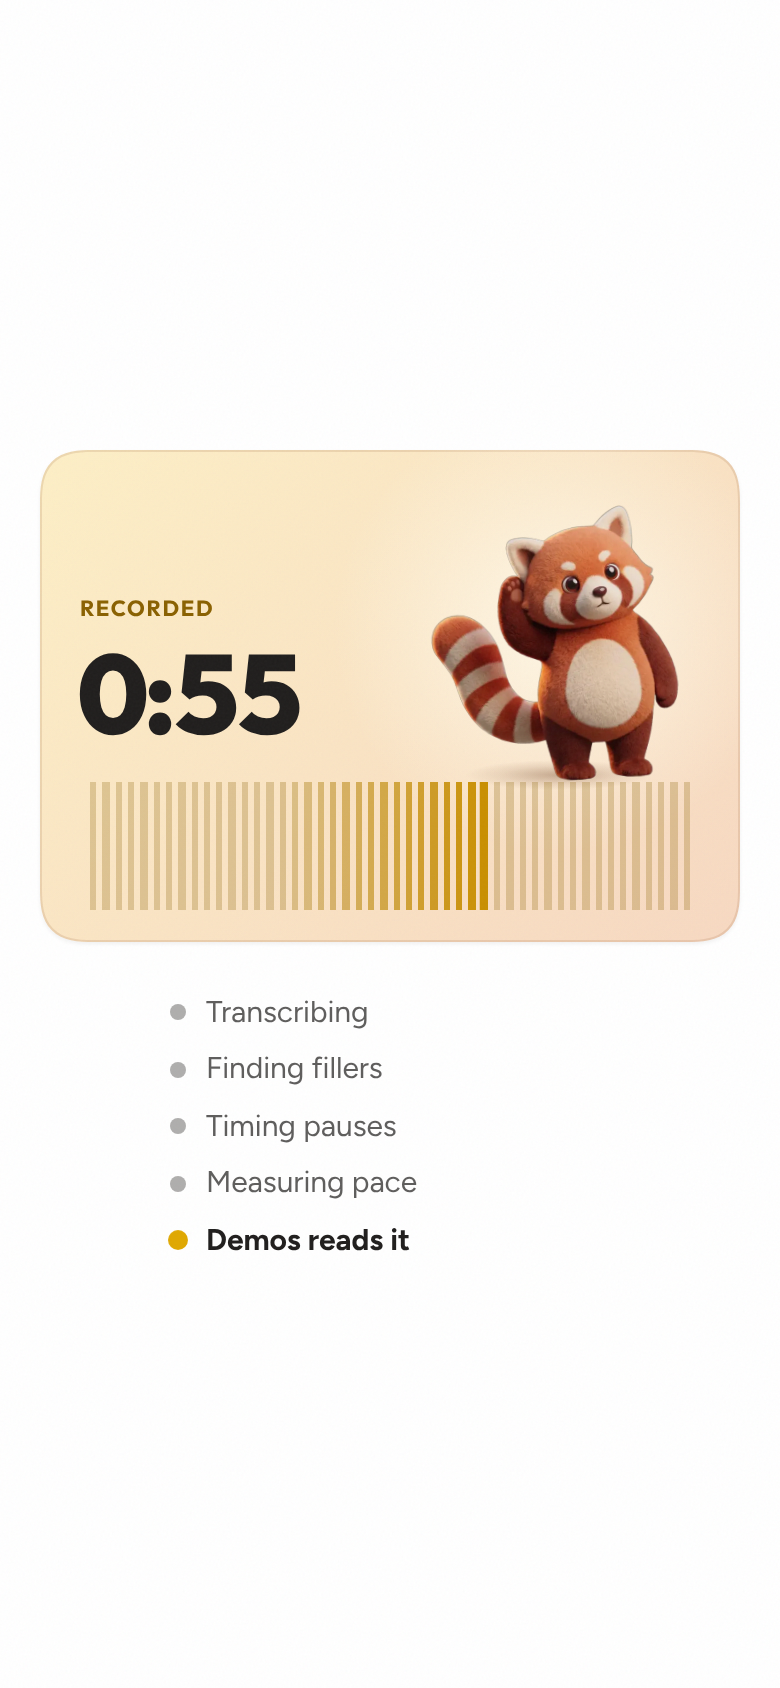 RECORDED
0:55
Transcribing
Finding fillers
Timing pauses
Measuring pace
Demos reads it